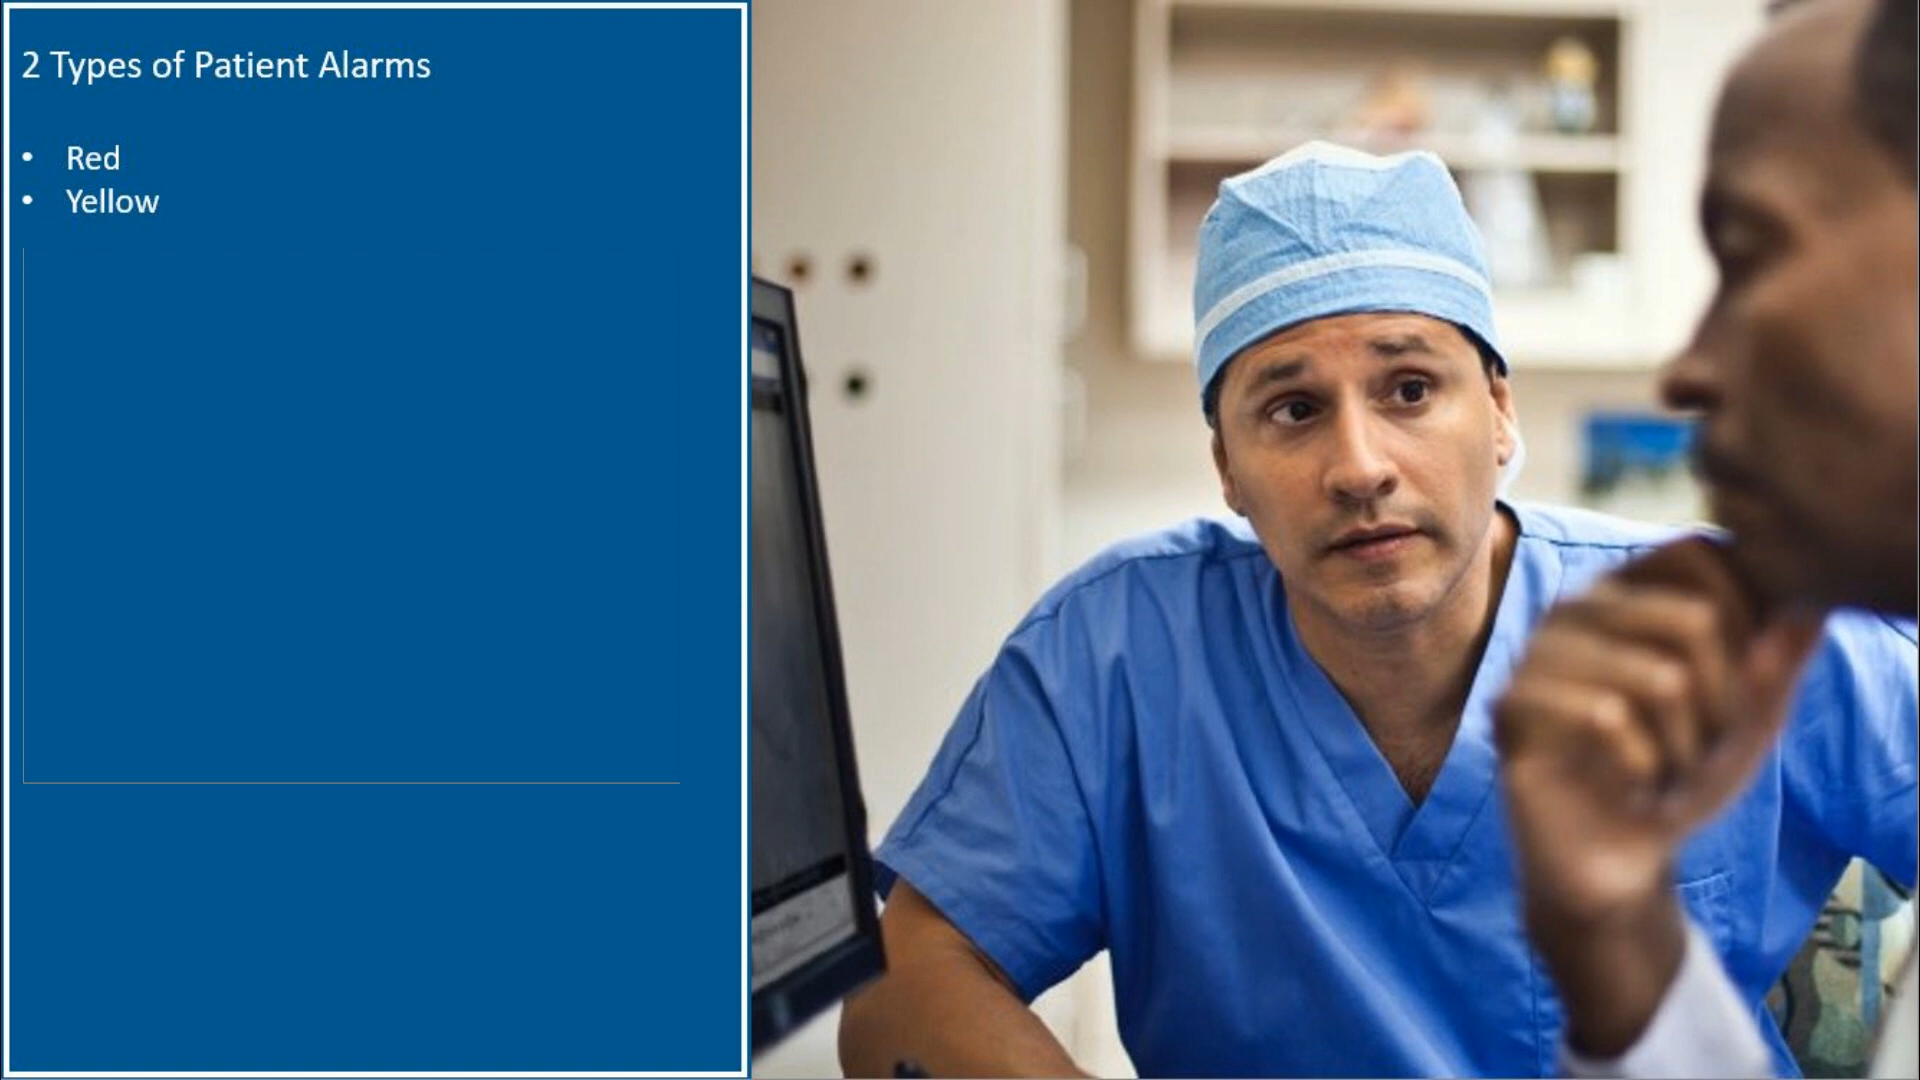 2 Types of Patient Alarms
• Red
• Yellow